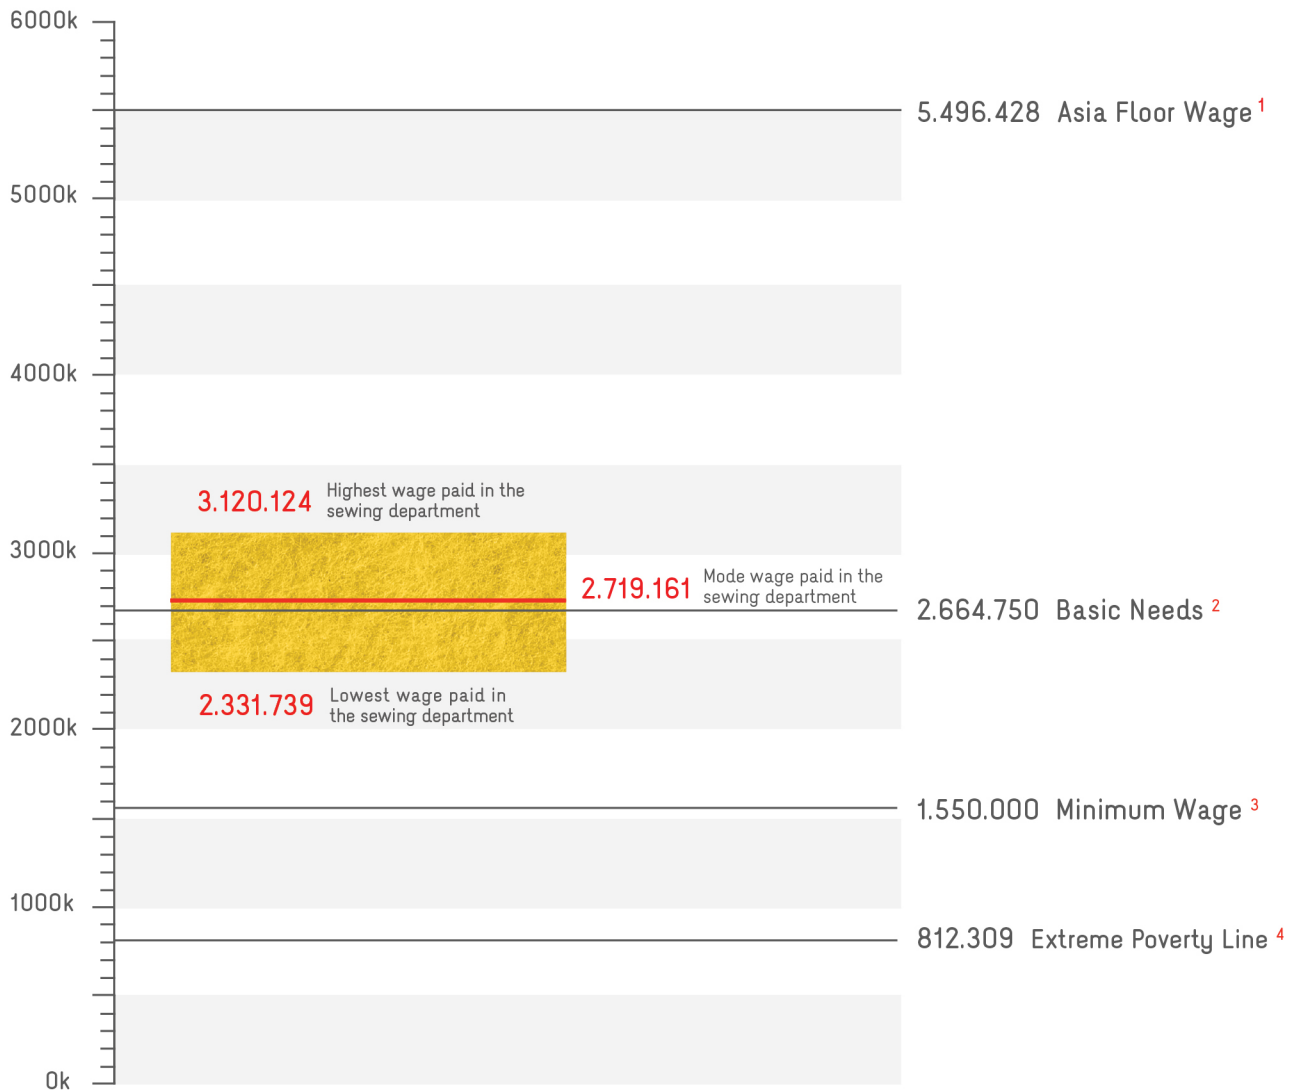 6000k
5.496.428 Asia Floor Wage 1
5000k
4000k
3.120.124 Highest wage paid in the
sewing department
3000k
2.719.161 Mode wage paid in the
sewing department
2.664.750 Basic Needs 2
2.331.739 Lowest wage paid in
the sewing department
2000k
1.550.000 Minimum Wage 3
1000k
812.309 Extreme Poverty Line 4
0k